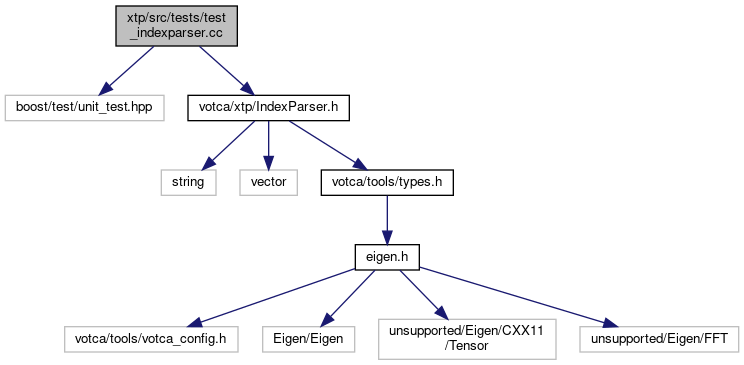 xtp/src/tests/test
_indexparser.cc
boost/test/unit_test.hpp
votca/xtp/IndexParser.h
string
vector
votca/tools/types.h
eigen.h
votca/tools/votca_config.h
Eigen/Eigen
unsupported/Eigen/CXX11
/Tensor
unsupported/Eigen/FFT